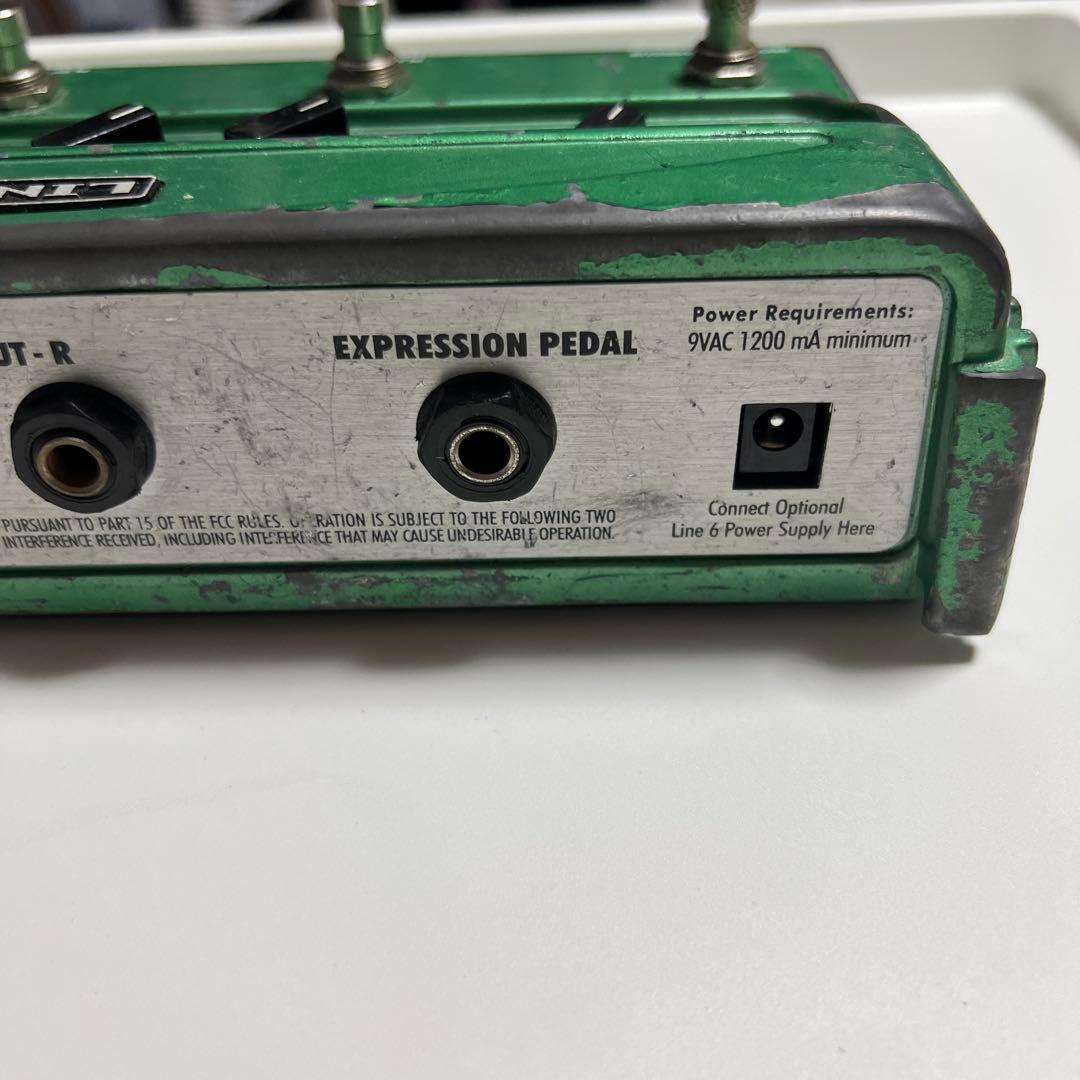 LIN
UT - R
EXPRESSION PEDAL
Power Requirements:
9VAC 1200 mA minimum
PURSUANT TO PART 15 OF THE FCC RULES. OPERATION IS SUBJECT TO THE FOLLOWING TWO
INTERFERENCE RECEIVED, INCLUDING INTERFERENCE THAT MAY CAUSE UNDESIRABLE OPERATION.
Connect Optional
Line 6 Power Supply Here